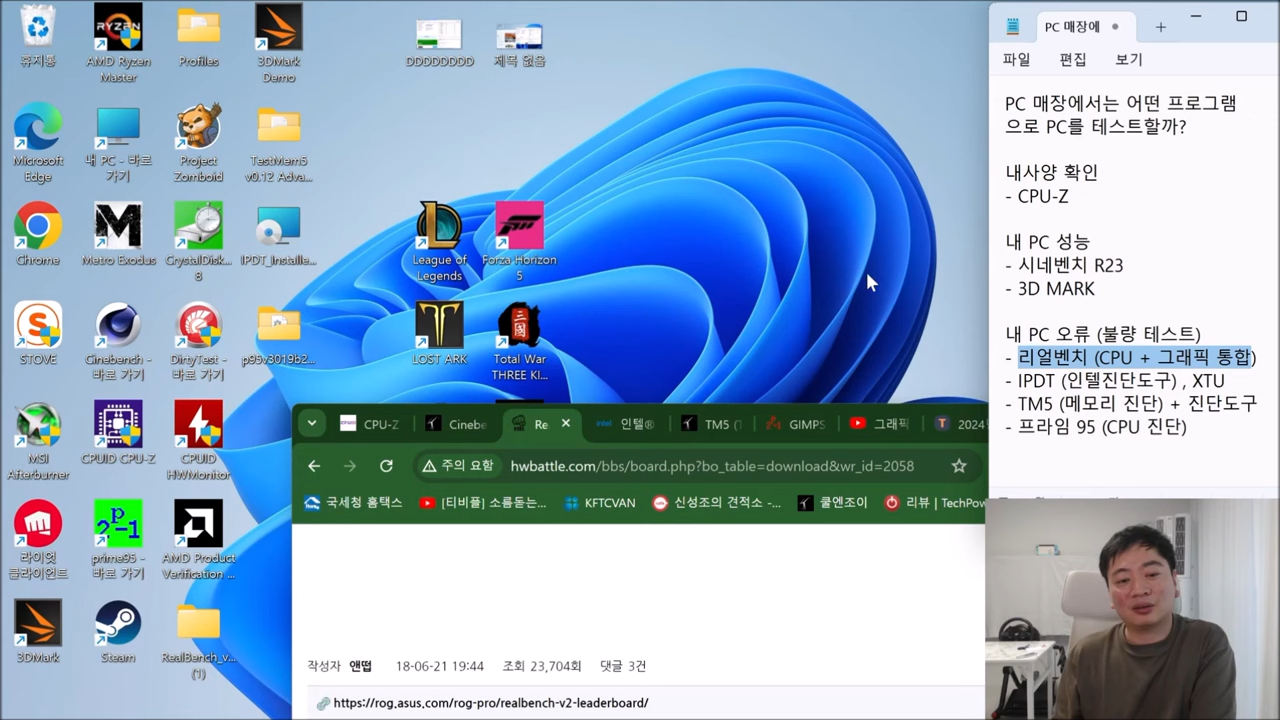 휴지통
RYZEN
AMD Ryzen
Master
Profiles
3DMark
Demo
DDDDDDDD
제목 없음
Microsoft
Edge
내 PC - 바로
가기
Project
Zomboid
TestMem5
v0.12 Adva...
Chrome
Metro Exodus
CrystalDisk...
8
IPDT_Installe...
League of
Legends
Forza Horizon
5
STOVE
Cinebench -
바로 가기
DirtyTest -
바로 가기
p95v3019b2...
LOST ARK
Total War
THREE KI...
MSI
Afterburner
CPUID CPU-Z
CPUID
HWMonitor
라이엇
클라이언트
prime95 -
바로 가기
AMD Product
Verification ...
3DMark
Steam
RealBench_v...
(1)
PC 매장에
파일
편집
보기
PC 매장에서는 어떤 프로그램
으로 PC를 테스트할까?
내사양 확인
- CPU-Z
내 PC 성능
- 시네벤치 R23
- 3D MARK
내 PC 오류 (불량 테스트)
- 리얼벤치 (CPU + 그래픽 통합)
- IPDT (인텔진단도구) , XTU
- TM5 (메모리 진단) + 진단도구
- 프라임 95 (CPU 진단)
CPU-Z
Cinebe
Re
intel
인텔®
TM5 (
GIMPS
그래픽
2024
주의 요함
hwbattle.com/bbs/board.php?bo_table=download&wr_id=2058
국세청 홈택스
[티비플] 소름돋는...
KFTCVAN
신성조의 견적소 -...
쿨엔조이
리뷰 | TechPow
작성자 앤떱 18-06-21 19:44 조회 23,704회 댓글 3건
https://rog.asus.com/rog-pro/realbench-v2-leaderboard/